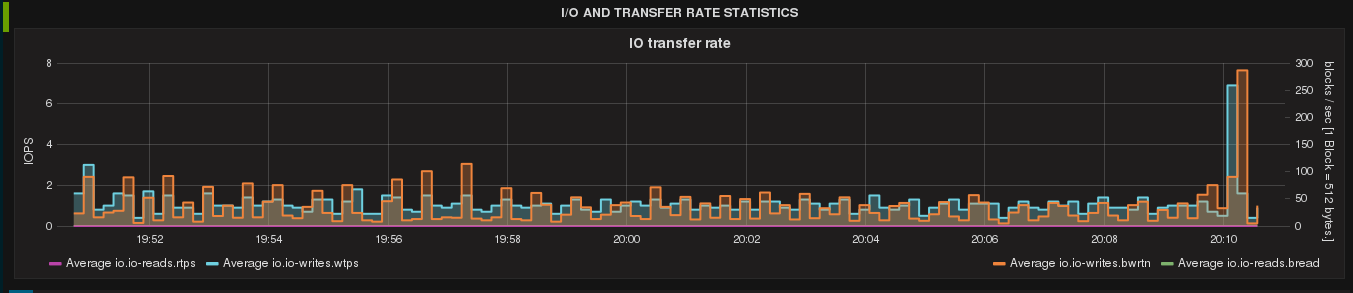 I/O AND TRANSFER RATE STATISTICS
IO transfer rate
8
6
4
2
0
IOPS
300
250
200
150
100
50
0
blocks / sec [1 Block = 512 bytes.]
19:52 19:54 19:56 19:58 20:00 20:02 20:04 20:06 20:08 20:10
Average io.io-reads.rtps Average io.io-writes.wtps Average io.io-writes.bwrtn Average io.io-reads.bread